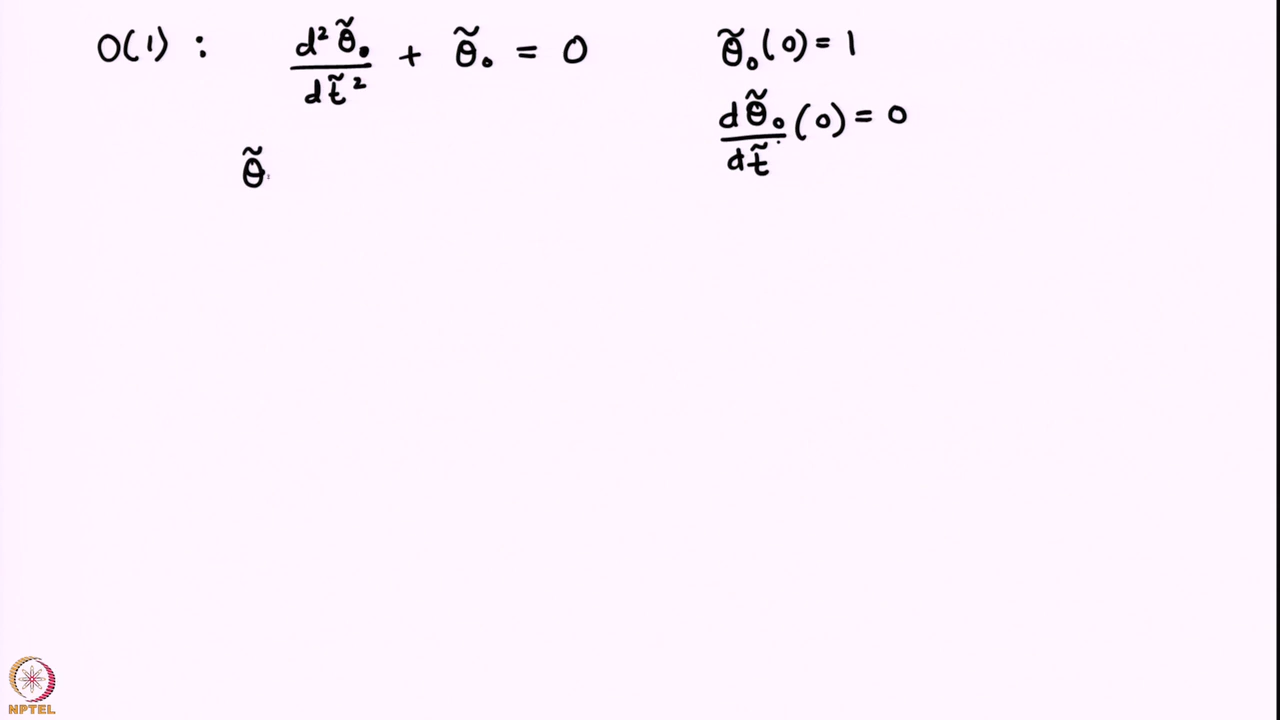 O(1) : d²θ̃₀/dt̃² + θ̃₀ = 0
θ̃₀(0) = 1
dθ̃₀/dt̃ (0) = 0
θ̃
NPTEL